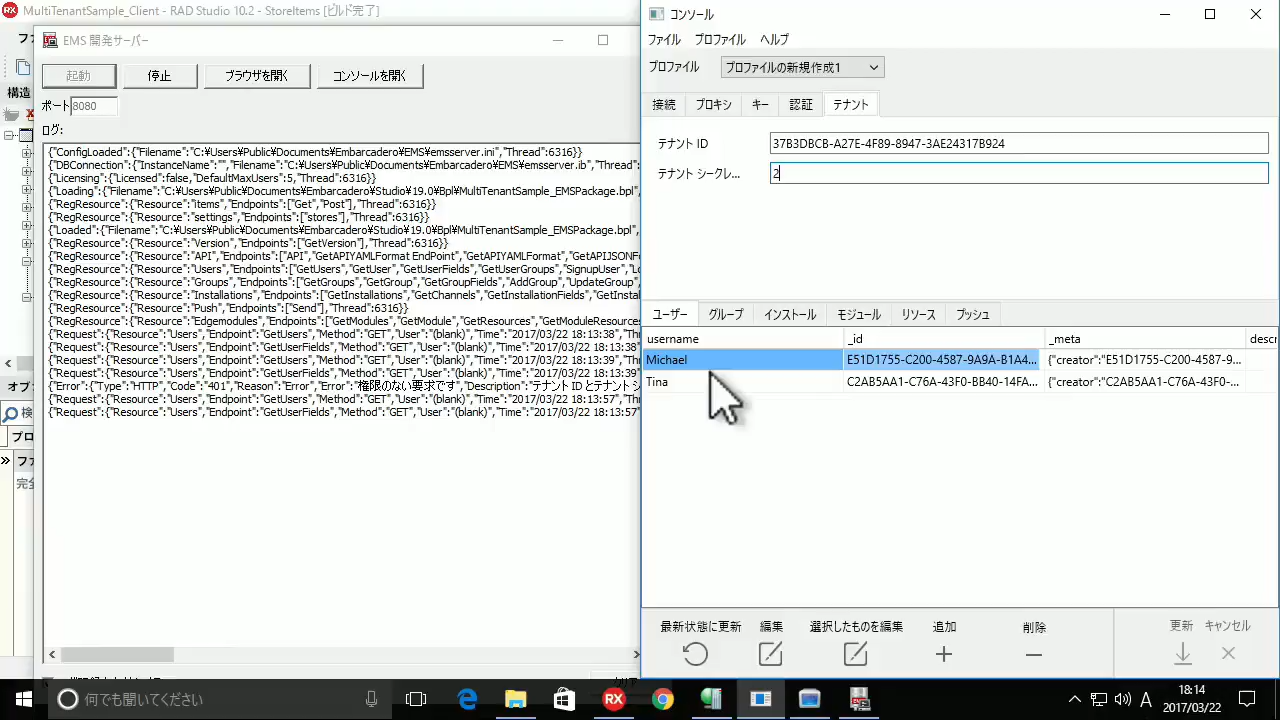 MultiTenantSample_Client - RAD Studio 10.2 - StoreItems [ビルド完了]
EMS 開発サーバー
起動 停止 ブラウザを開く コンソールを開く
構造
ポート 8080
ログ:
{"ConfigLoaded":{"Filename":"C:¥Users¥Public¥Documents¥Embarcadero¥EMS¥emsserver.ini","Thread":6316}}
{"DBConnection":{"InstanceName":"","Filename":"C:¥Users¥Public¥Documents¥Embarcadero¥EMS¥emsserver.ib","Thread":
{"Licensing":{"Licensed":false,"DefaultMaxUsers":5,"Thread":6316}}
{"Loading":{"Filename":"C:¥Users¥Public¥Documents¥Embarcadero¥Studio¥19.0¥Bpl¥MultiTenantSample_EMSPackage.bpl",
{"RegResource":{"Resource":"Items","Endpoints":["Get","Post"],"Thread":6316}}
{"RegResource":{"Resource":"settings","Endpoints":["stores"],"Thread":6316}}
{"Loaded":{"Filename":"C:¥Users¥Public¥Documents¥Embarcadero¥Studio¥19.0¥Bpl¥MultiTenantSample_EMSPackage.bpl",
{"RegResource":{"Resource":"Version","Endpoints":["GetVersion"],"Thread":6316}}
{"RegResource":{"Resource":"API","Endpoints":["API","GetAPIYAMLFormat EndPoint","GetAPIYAMLFormat","GetAPIJSONFo
{"RegResource":{"Resource":"Users","Endpoints":["GetUsers","GetUser","GetUserFields","GetUserGroups","SignupUser","Lo
{"RegResource":{"Resource":"Groups","Endpoints":["GetGroups","GetGroup","GetGroupFields","AddGroup","UpdateGroup",
{"RegResource":{"Resource":"Installations","Endpoints":["GetInstallations","GetChannels","GetInstallationFields","GetInsta
{"RegResource":{"Resource":"Push","Endpoints":["Send"],"Thread":6316}}
{"RegResource":{"Resource":"Edgemodules","Endpoints":["GetModules","GetModule","GetResources","GetModuleResource
{"Request":{"Resource":"Users","Endpoint":"GetUsers","Method":"GET","User":"(blank)","Time":"2017/03/22 18:13:38","Thr
{"Request":{"Resource":"Users","Endpoint":"GetUserFields","Method":"GET","User":"(blank)","Time":"2017/03/22 18:13:38"
{"Request":{"Resource":"Users","Endpoint":"GetUsers","Method":"GET","User":"(blank)","Time":"2017/03/22 18:13:39","Thr
{"Request":{"Resource":"Users","Endpoint":"GetUserFields","Method":"GET","User":"(blank)","Time":"2017/03/22 18:13:39
{"Error":{"Type":"HTTP","Code":"401","Reason":"Error","Error":"権限のない要求です","Description":"テナント IDとテナント シ
{"Request":{"Resource":"Users","Endpoint":"GetUsers","Method":"GET","User":"(blank)","Time":"2017/03/22 18:13:57","Thr
{"Request":{"Resource":"Users","Endpoint":"GetUserFields","Method":"GET","User":"(blank)","Time":"2017/03/22 18:13:57"
コンソール
ファイル プロファイル ヘルプ
プロファイル プロファイルの新規作成1
接続 プロキシ キー 認証 テナント
テナント ID 37B3DBCB-A27E-4F89-8947-3AE24317B924
テナント シークレ... 2
ユーザー グループ インストール モジュール リソース プッシュ
username _id _meta descr
Michael E51D1755-C200-4587-9A9A-B1A4... {"creator":"E51D1755-C200-4587-9...
Tina C2AB5AA1-C76A-43F0-BB40-14FA... {"creator":"C2AB5AA1-C76A-43F0-...
最新状態に更新 編集 選択したものを編集 追加 削除 更新 キャンセル
何でも聞いてください
A 18:14
2017/03/22